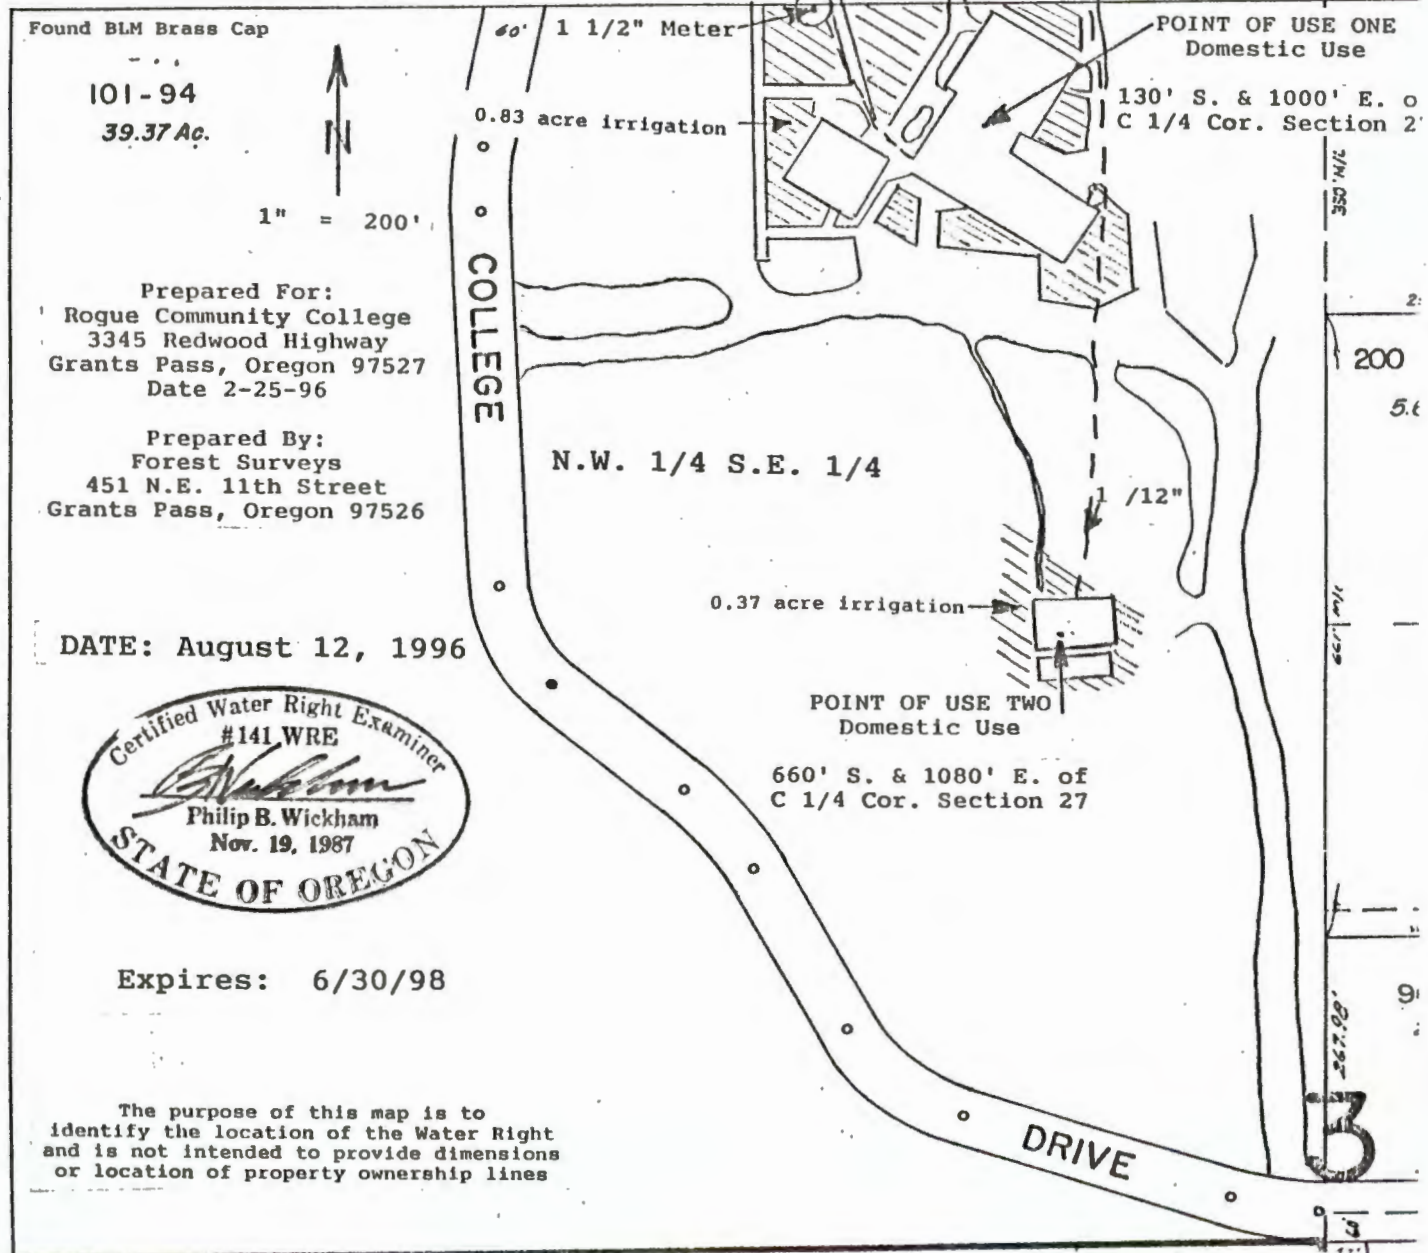 Found BLM Brass Cap
101-94
39.37 Ac.
N
1" = 200'
Prepared For:
Rogue Community College
3345 Redwood Highway
Grants Pass, Oregon 97527
Date 2-25-96
Prepared By:
Forest Surveys
451 N.E. 11th Street
Grants Pass, Oregon 97526
DATE: August 12, 1996
Certified Water Right Examiner
#141 WRE
Philip B. Wickham
Nov. 19, 1987
STATE OF OREGON
Expires: 6/30/98
The purpose of this map is to
identify the location of the Water Right
and is not intended to provide dimensions
or location of property ownership lines
60'
1 1/2" Meter
0.83 acre irrigation
POINT OF USE ONE
Domestic Use
130' S. & 1000' E. o
C 1/4 Cor. Section 2
COLLEGE
N.W. 1/4 S.E. 1/4
1 /12"
0.37 acre irrigation
POINT OF USE TWO
Domestic Use
660' S. & 1080' E. of
C 1/4 Cor. Section 27
200
267.98'
3
DRIVE